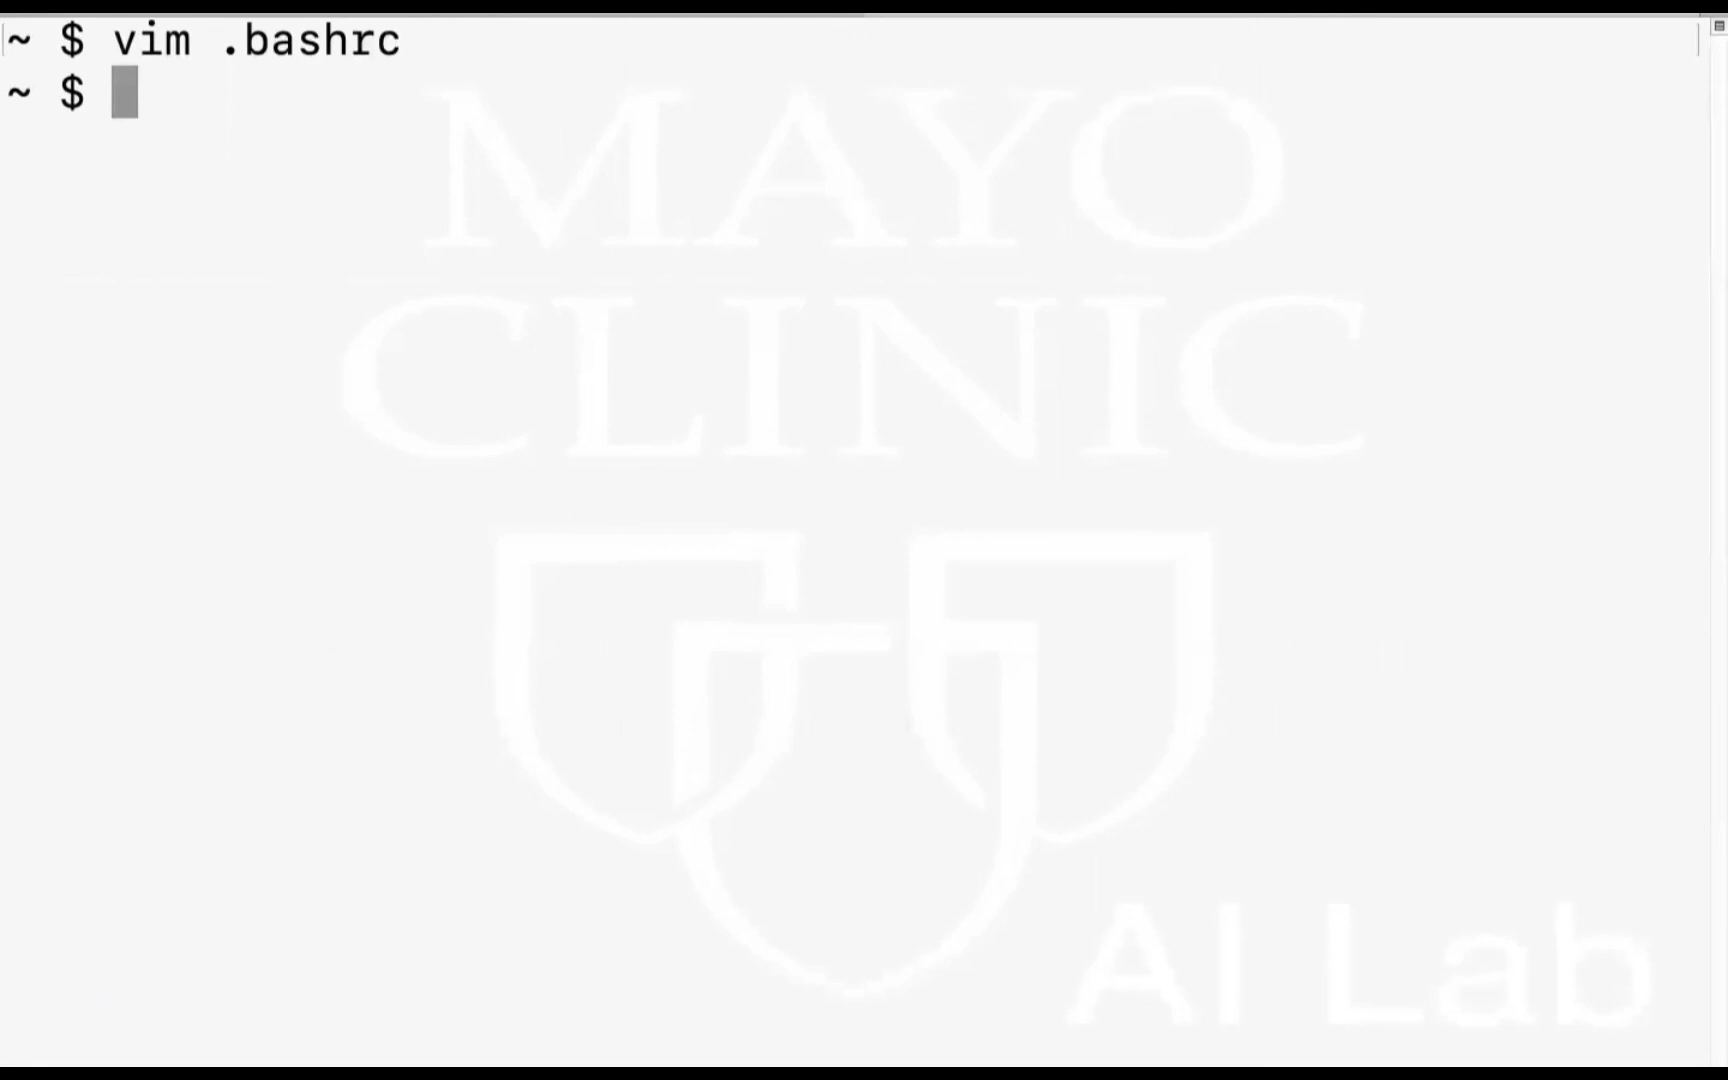 ~ $ vim .bashrc
~ $
MAYO
CLINIC
AI Lab